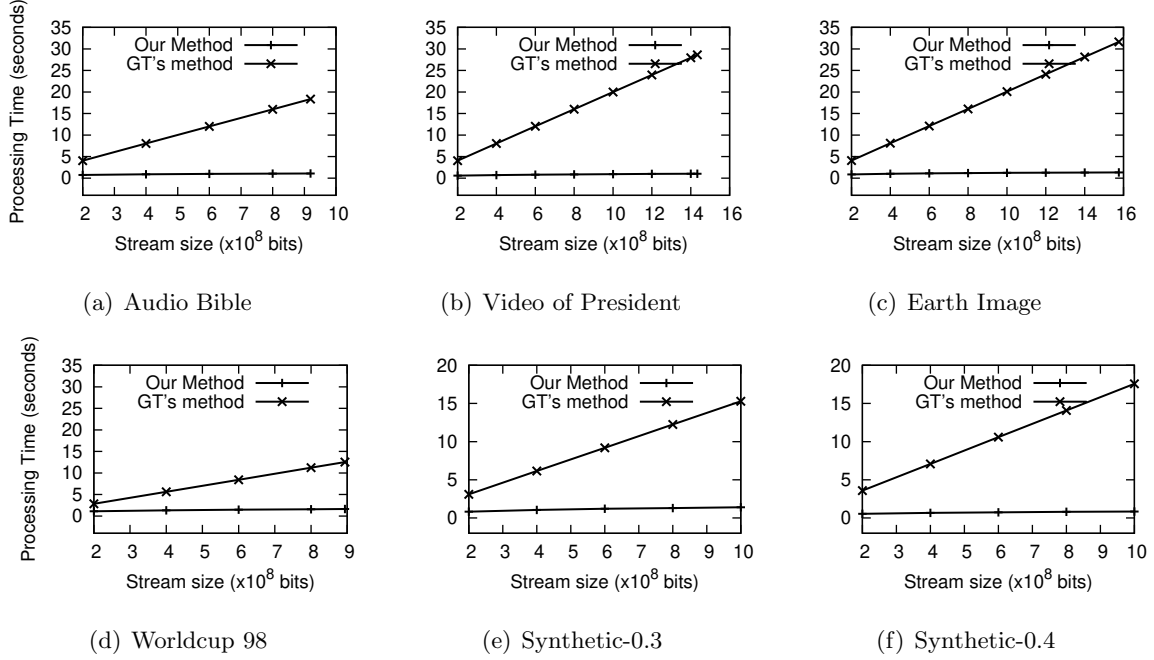 35
30
25
20
15
10
5
0
Processing Time (seconds)
Our Method
GT's method
2 3 4 5 6 7 8 9 10
Stream size (x10^8 bits)
(a) Audio Bible
35
30
25
20
15
10
5
0
Our Method
GT's method
2 4 6 8 10 12 14 16
Stream size (x10^8 bits)
(b) Video of President
35
30
25
20
15
10
5
0
Our Method
GT's method
2 4 6 8 10 12 14 16
Stream size (x10^8 bits)
(c) Earth Image
35
30
25
20
15
10
5
0
Processing Time (seconds)
Our Method
GT's method
2 3 4 5 6 7 8 9
Stream size (x10^8 bits)
(d) Worldcup 98
20
15
10
5
0
Our Method
GT's method
2 3 4 5 6 7 8 9 10
Stream size (x10^8 bits)
(e) Synthetic-0.3
20
15
10
5
0
Our Method
GT's method
2 3 4 5 6 7 8 9 10
Stream size (x10^8 bits)
(f) Synthetic-0.4